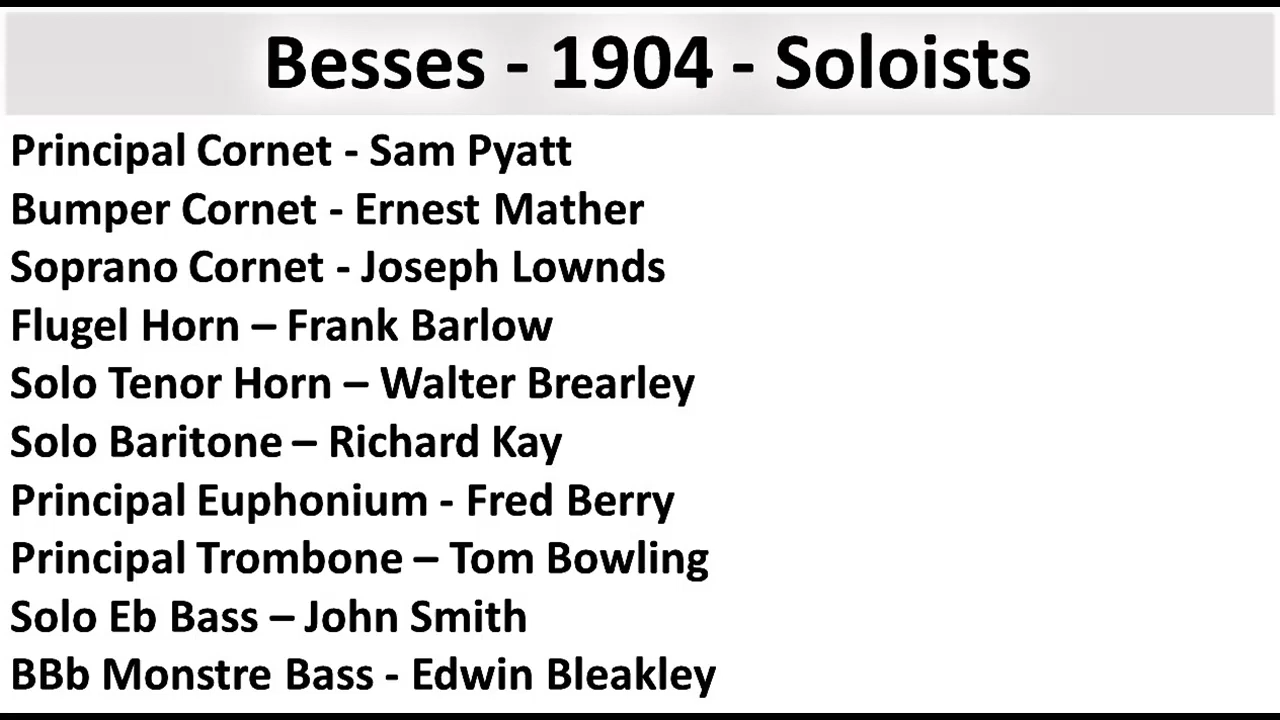 Besses - 1904 - Soloists
Principal Cornet - Sam Pyatt
Bumper Cornet - Ernest Mather
Soprano Cornet - Joseph Lownds
Flugel Horn – Frank Barlow
Solo Tenor Horn – Walter Brearley
Solo Baritone – Richard Kay
Principal Euphonium - Fred Berry
Principal Trombone – Tom Bowling
Solo Eb Bass – John Smith
BBb Monstre Bass - Edwin Bleakley